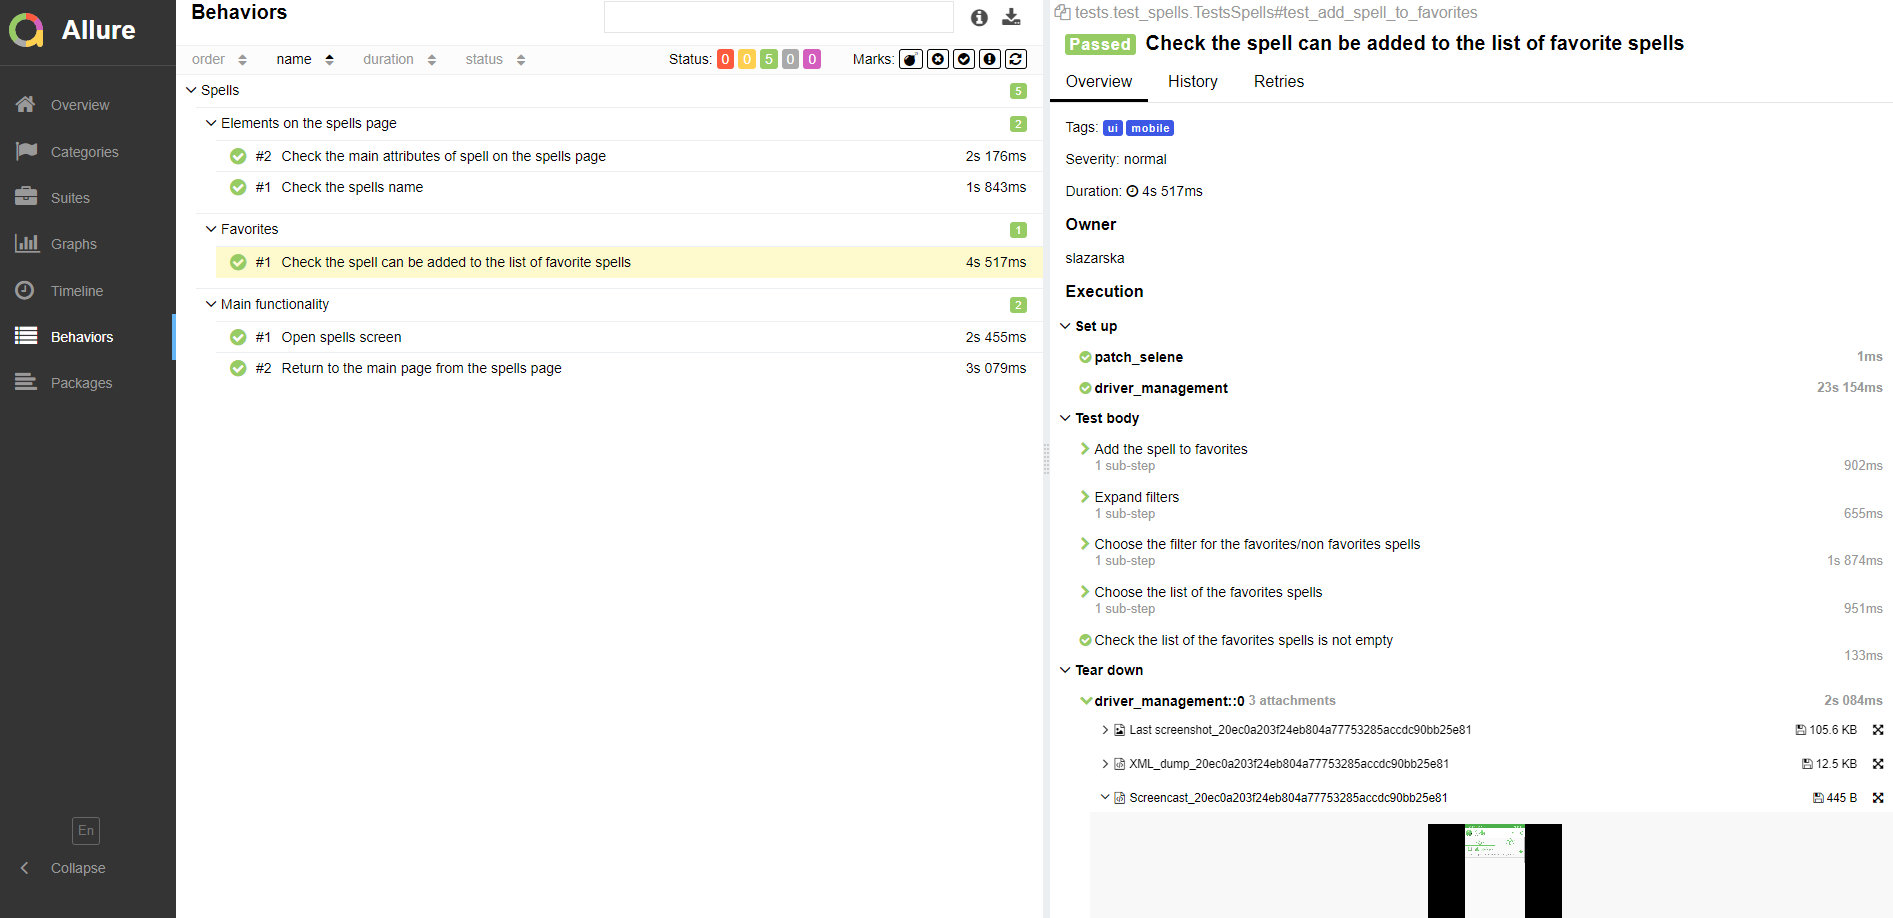 Allure
Overview
Categories
Suites
Graphs
Timeline
Behaviors
Packages
En
Collapse
Behaviors
order name duration status Status: 0 0 5 0 0 Marks:
Spells 5
Elements on the spells page 2
#2 Check the main attributes of spell on the spells page 2s 176ms
#1 Check the spells name 1s 843ms
Favorites 1
#1 Check the spell can be added to the list of favorite spells 4s 517ms
Main functionality 2
#1 Open spells screen 2s 455ms
#2 Return to the main page from the spells page 3s 079ms
tests.test_spells.TestsSpells#test_add_spell_to_favorites
Passed Check the spell can be added to the list of favorite spells
Overview History Retries
Tags: ui mobile
Severity: normal
Duration: 4s 517ms
Owner
slazarska
Execution
Set up
patch_selene 1ms
driver_management 23s 154ms
Test body
Add the spell to favorites
1 sub-step 902ms
Expand filters
1 sub-step 655ms
Choose the filter for the favorites/non favorites spells
1 sub-step 1s 874ms
Choose the list of the favorites spells
1 sub-step 951ms
Check the list of the favorites spells is not empty
133ms
Tear down
driver_management::0 3 attachments 2s 084ms
Last screenshot_20ec0a203f24eb804a77753285accdc90bb25e81 105.6 KB
XML_dump_20ec0a203f24eb804a77753285accdc90bb25e81 12.5 KB
Screencast_20ec0a203f24eb804a77753285accdc90bb25e81 445 B